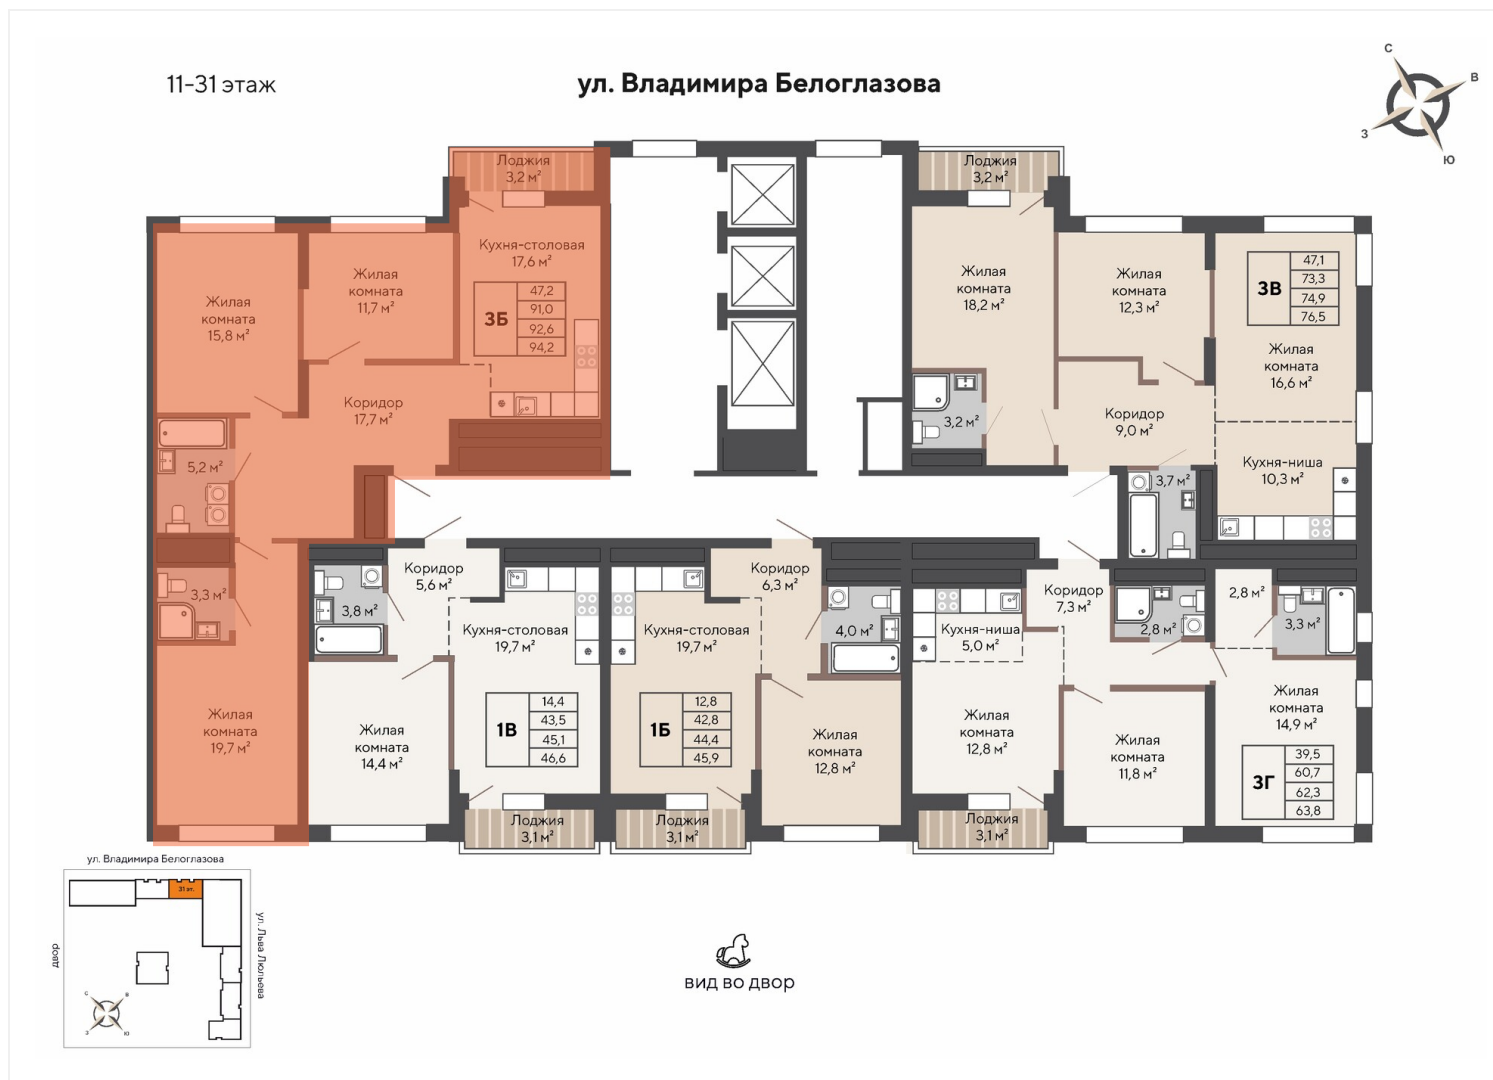 11-31 этаж
ул. Владимира Белоглазова
С
В
З
Ю
Лоджия
3,2 м²
Кухня-столовая
17,6 м²
3Б
47,2
91,0
92,6
94,2
Жилая
комната
11,7 м²
Жилая
комната
15,8 м²
Коридор
17,7 м²
5,2 м²
3,3 м²
Жилая
комната
19,7 м²
Лоджия
3,2 м²
Жилая
комната
18,2 м²
Жилая
комната
12,3 м²
3В
47,1
73,3
74,9
76,5
Жилая
комната
16,6 м²
3,2 м²
Коридор
9,0 м²
Кухня-ниша
10,3 м²
3,7 м²
Коридор
5,6 м²
3,8 м²
Кухня-столовая
19,7 м²
1В
14,4
43,5
45,1
46,6
Жилая
комната
14,4 м²
Лоджия
3,1 м²
Коридор
6,3 м²
4,0 м²
Кухня-столовая
19,7 м²
1Б
12,8
42,8
44,4
45,9
Жилая
комната
12,8 м²
Лоджия
3,1 м²
Коридор
7,3 м²
Кухня-ниша
5,0 м²
2,8 м²
2,8 м²
3,3 м²
Жилая
комната
12,8 м²
Жилая
комната
11,8 м²
Жилая
комната
14,9 м²
3Г
39,5
60,7
62,3
63,8
Лоджия
3,1 м²
ул. Владимира Белоглазова
31 эт.
двор
ул. Льва Люльева
С
В
З
Ю
вид во двор